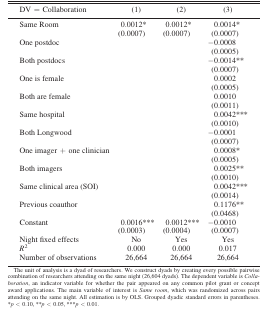 DV = Collaboration (1) (2) (3)
Same Room 0.0012* 0.0012* 0.0014*
(0.0007) (0.0007) (0.0007)
One postdoc −0.0008
(0.0005)
Both postdocs −0.0014**
(0.0007)
One is female 0.0002
(0.0005)
Both are female 0.0010
(0.0011)
Same hospital 0.0042***
(0.0010)
Both Longwood −0.0001
(0.0007)
One imager + one clinician 0.0008*
(0.0005)
Both imagers 0.0025**
(0.0010)
Same clinical area (SOI) 0.0042***
(0.0014)
Previous coauthor 0.1176**
(0.0468)
Constant 0.0016*** 0.0012*** −0.0010
(0.0003) (0.0004) (0.0007)
Night fixed effects No Yes Yes
R² 0.000 0.000 0.017
Number of observations 26,664 26,664 26,664
The unit of analysis is a dyad of researchers. We construct dyads by creating every possible pairwise
combination of researchers attending on the same night (26,664 dyads). The dependent variable is Colla-
boration, an indicator variable for whether the pair appeared on any common pilot grant or concept
award applications. The main variable of interest is Same room, which was randomized across pairs
attending on the same night. All estimation is by OLS. Grouped dyadic standard errors in parentheses.
*p < 0.10, **p < 0.05, ***p < 0.01.